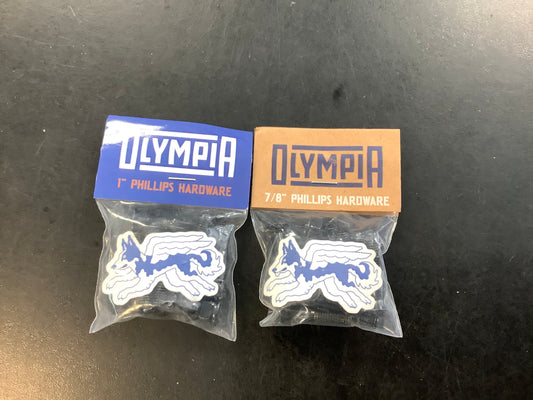 OLYMPIA
1" PHILLIPS HARDWARE
OLYMPIA
7/8" PHILLIPS HARDWARE